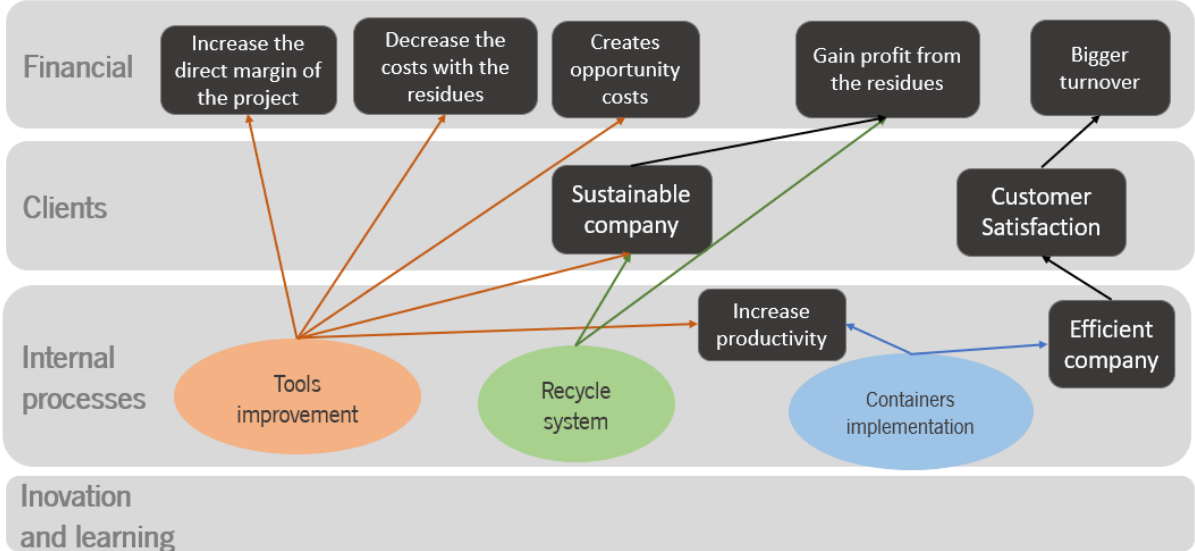 Financial
Increase the
direct margin of
the project
Decrease the
costs with the
residues
Creates
opportunity
costs
Gain profit from
the residues
Bigger
turnover
Clients
Sustainable
company
Customer
Satisfaction
Internal
processes
Tools
improvement
Recycle
system
Increase
productivity
Containers
implementation
Efficient
company
Inovation
and learning